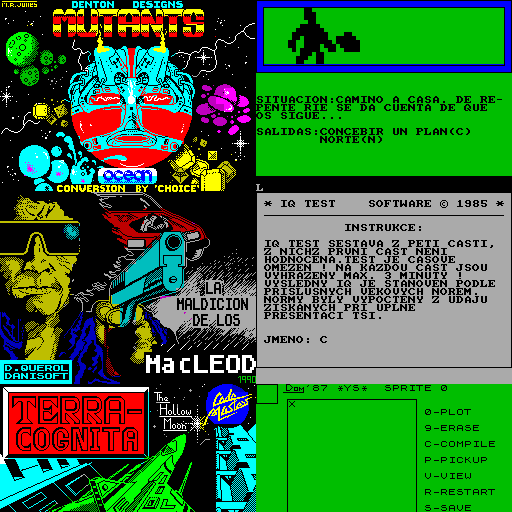 M.R.JONES
DENTON DESIGNS
MUTANTS
ocean
CONVERSION BY 'CHOICE'
SITUACION:CAMINO A CASA. DE RE-
PENTE RIE SE DA CUENTA DE QUE
OS SIGUE...
SALIDAS:CONCEBIR UN PLAN(C)
NORTE(N)
¡LA
MALDICION
DE LOS
MacLEOD
D.QUEROL
DANISOFT
1990
L
* IQ TEST    SOFTWARE © 1985 *
INSTRUKCE:
IQ TEST SESTAVA Z PETI CASTI,
Z NICHZ PRVNI CAST NENI
HODNOCENA.TEST JE CASOVE
OMEZEN ! NA KAZDOU CAST JSOU
VYHRAZENY MAX. 3 MINUTY !
VYSLEDNY IQ JE STANOVEN PODLE
PRISLUSNYCH VEKOVYCH NOREM.
NORMY BYLY VYPOCTENY Z UDAJU
ZISKANYCH PRI UPLNE
PRESENTACI TSI.
JMENO: C
TERRA-
COGNITA
The
Hollow
Moon
Code
Masters
Dom'87 *YS*  SPRITE 0
0-PLOT
9-ERASE
C-COMPILE
P-PICKUP
V-VIEW
R-RESTART
S-SAVE